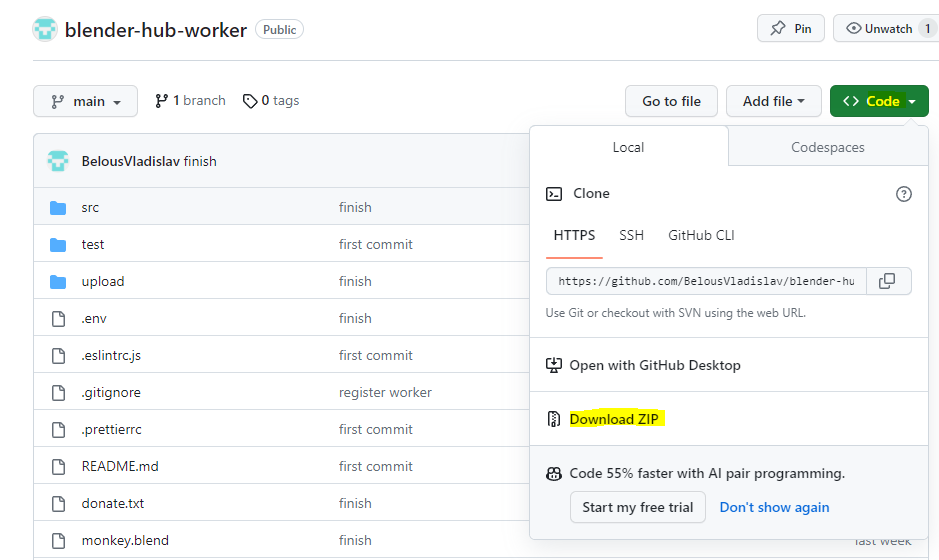 blender-hub-worker Public
Pin Unwatch 1
main 1 branch 0 tags Go to file Add file <> Code
BelousVladislav finish
src finish
test first commit
upload finish
.env finish
.eslintrc.js first commit
.gitignore register worker
.prettierrc first commit
README.md first commit
donate.txt finish
monkey.blend finish last week
Local Codespaces
Clone
HTTPS SSH GitHub CLI
https://github.com/BelousVladislav/blender-hu
Use Git or checkout with SVN using the web URL.
Open with GitHub Desktop
Download ZIP
Code 55% faster with AI pair programming.
Start my free trial Don't show again